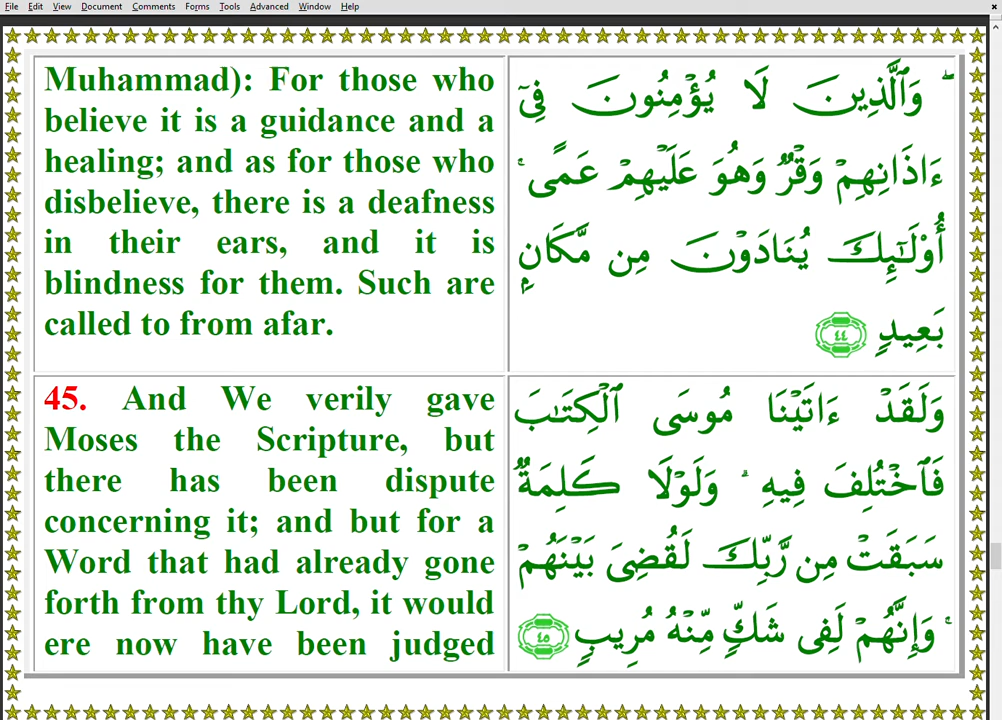 File Edit View Document Comments Forms Tools Advanced Window Help
Muhammad): For those who
believe it is a guidance and a
healing; and as for those who
disbelieve, there is a deafness
in their ears, and it is
blindness for them. Such are
called to from afar.
ۖ وَٱلَّذِينَ لَا يُؤْمِنُونَ فِىٓ
ءَاذَانِهِمْ وَقْرٌ وَهُوَ عَلَيْهِمْ عَمًى ۚ
أُو۟لَـٰٓئِكَ يُنَادَوْنَ مِن مَّكَانٍۭ
بَعِيدٍ ٤٤
45. And We verily gave
Moses the Scripture, but
there has been dispute
concerning it; and but for a
Word that had already gone
forth from thy Lord, it would
ere now have been judged
وَلَقَدْ ءَاتَيْنَا مُوسَى ٱلْكِتَـٰبَ
فَٱخْتُلِفَ فِيهِ ۗ وَلَوْلَا كَلِمَةٌ
سَبَقَتْ مِن رَّبِّكَ لَقُضِىَ بَيْنَهُمْ
ۚ وَإِنَّهُمْ لَفِى شَكٍّ مِّنْهُ مُرِيبٍ ٤٥